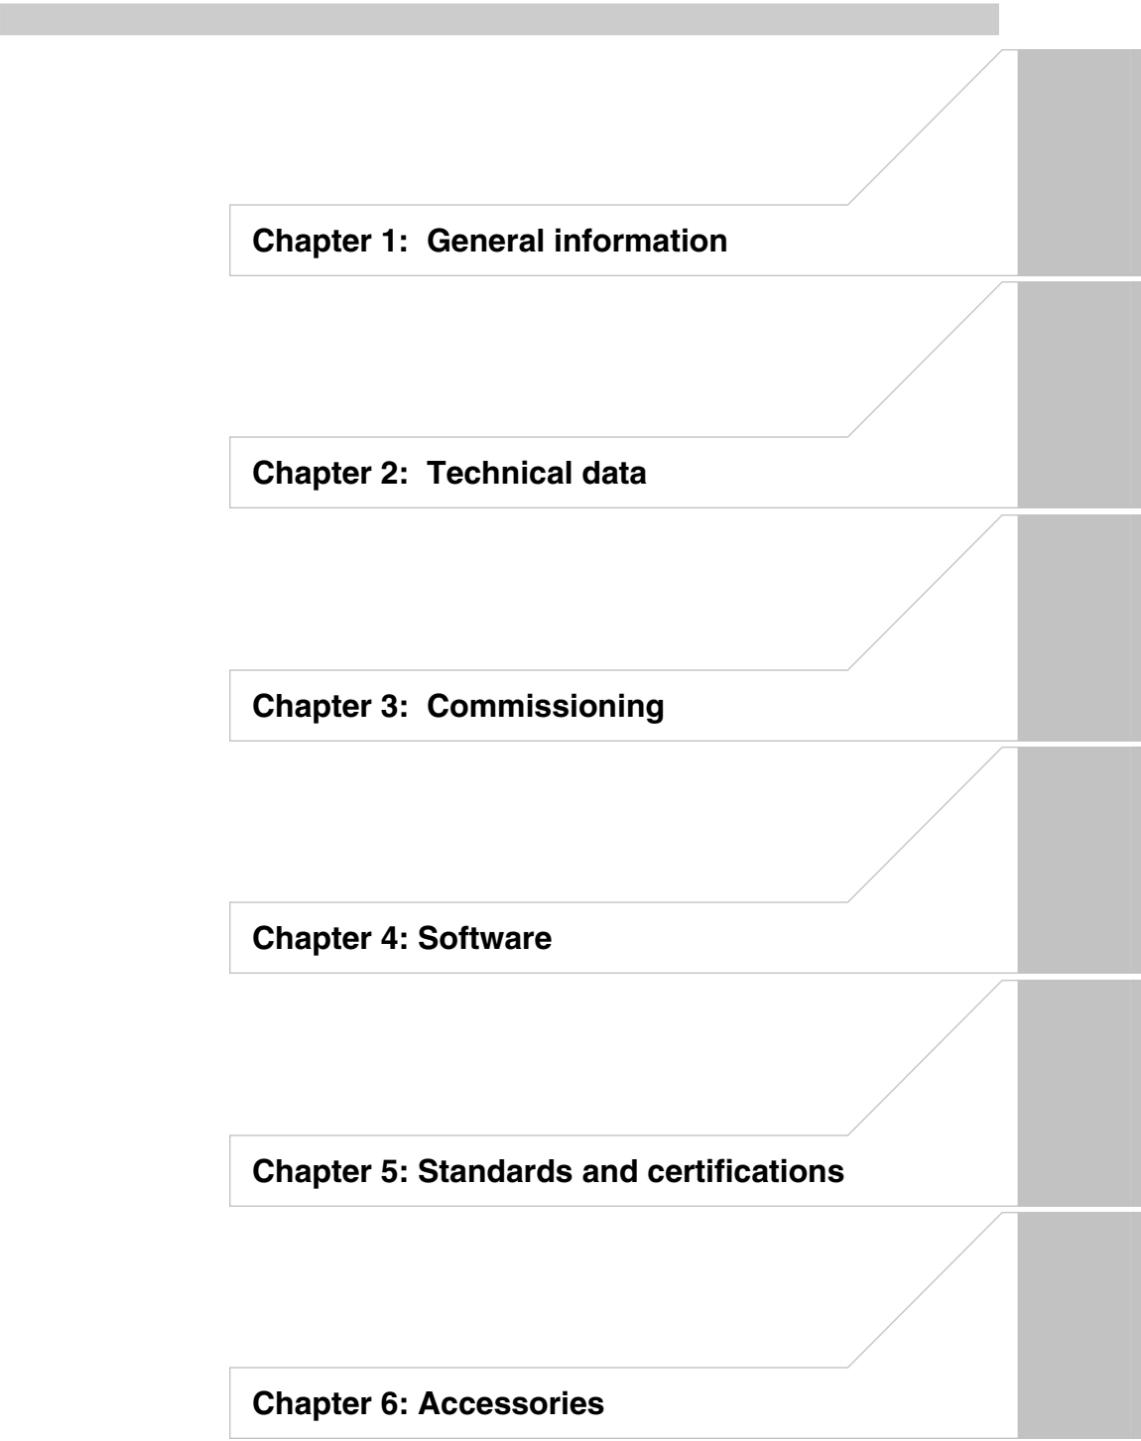 Chapter 1:  General information
Chapter 2:  Technical data
Chapter 3:  Commissioning
Chapter 4: Software
Chapter 5: Standards and certifications
Chapter 6: Accessories